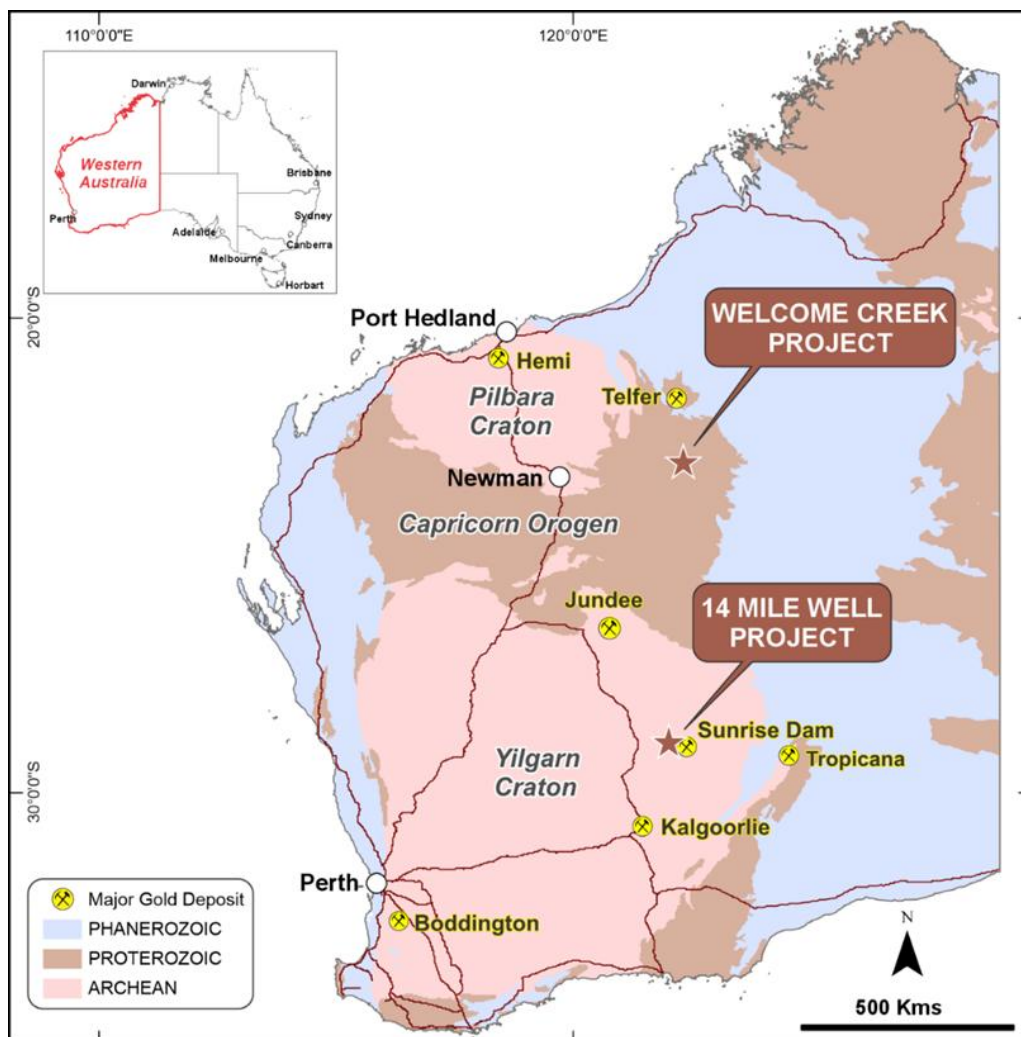 110°0'0"E
120°0'0"E
Darwin
Western
Australia
Brisbane
Perth
Sydney
Adelaide
Canberra
Melbourne
Horbart
20°0'0"S
30°0'0"S
WELCOME CREEK
PROJECT
Port Hedland
Hemi
Pilbara
Craton
Telfer
Newman
Capricorn Orogen
14 MILE WELL
PROJECT
Jundee
Sunrise Dam
Tropicana
Yilgarn
Craton
Kalgoorlie
Perth
Boddington
Major Gold Deposit
PHANEROZOIC
PROTEROZOIC
ARCHEAN
N
500 Kms